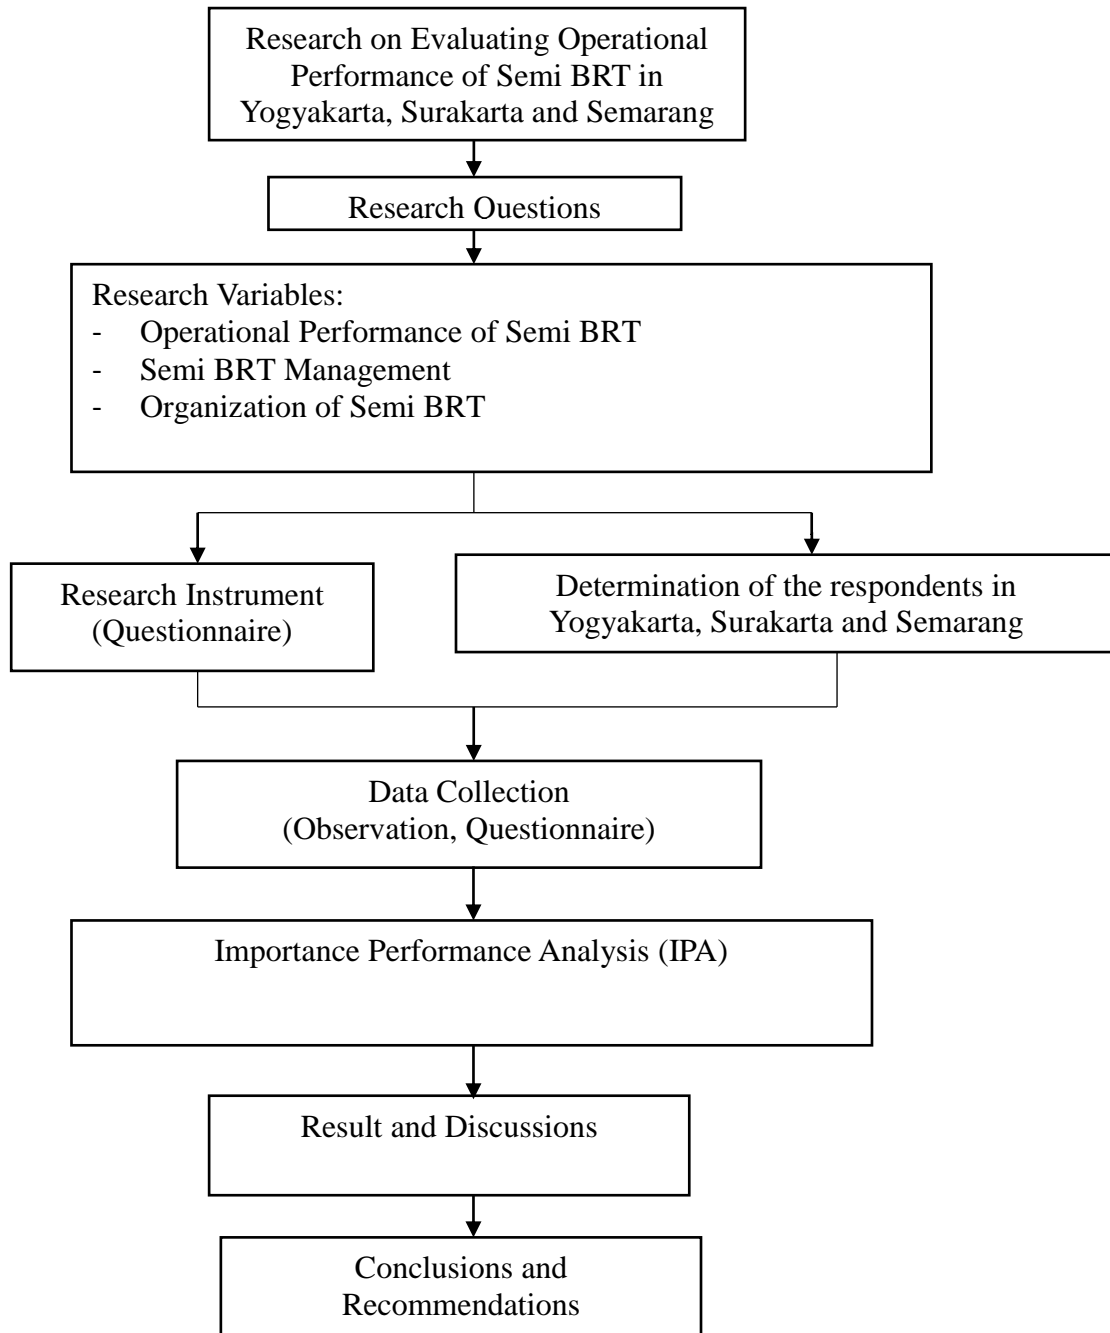 Research on Evaluating Operational
Performance of Semi BRT in
Yogyakarta, Surakarta and Semarang
Research Questions
Research Variables:
- Operational Performance of Semi BRT
- Semi BRT Management
- Organization of Semi BRT
Research Instrument
(Questionnaire)
Determination of the respondents in
Yogyakarta, Surakarta and Semarang
Data Collection
(Observation, Questionnaire)
Importance Performance Analysis (IPA)
Result and Discussions
Conclusions and
Recommendations